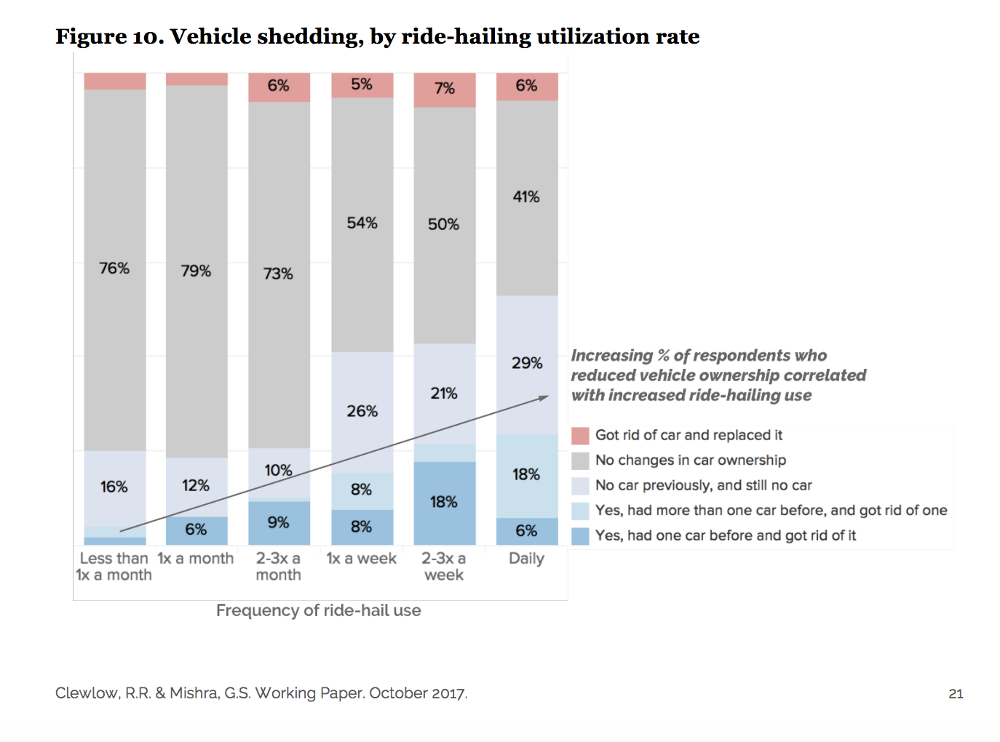 Figure 10. Vehicle shedding, by ride-hailing utilization rate
6%
5%
7%
6%
76%
79%
73%
54%
50%
41%
16%
12%
10%
26%
21%
29%
8%
18%
6%
9%
8%
18%
6%
Less than
1x a month
1x a month
2-3x a
month
1x a week
2-3x a
week
Daily
Frequency of ride-hail use
Increasing % of respondents who
reduced vehicle ownership correlated
with increased ride-hailing use
Got rid of car and replaced it
No changes in car ownership
No car previously, and still no car
Yes, had more than one car before, and got rid of one
Yes, had one car before and got rid of it
Clewlow, R.R. & Mishra, G.S. Working Paper. October 2017.
21